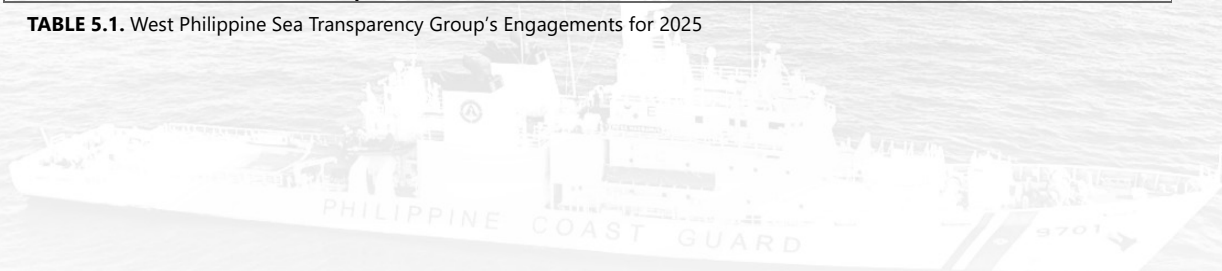 TABLE 5.1. West Philippine Sea Transparency Group's Engagements for 2025
PHILIPPINE COAST GUARD
9701